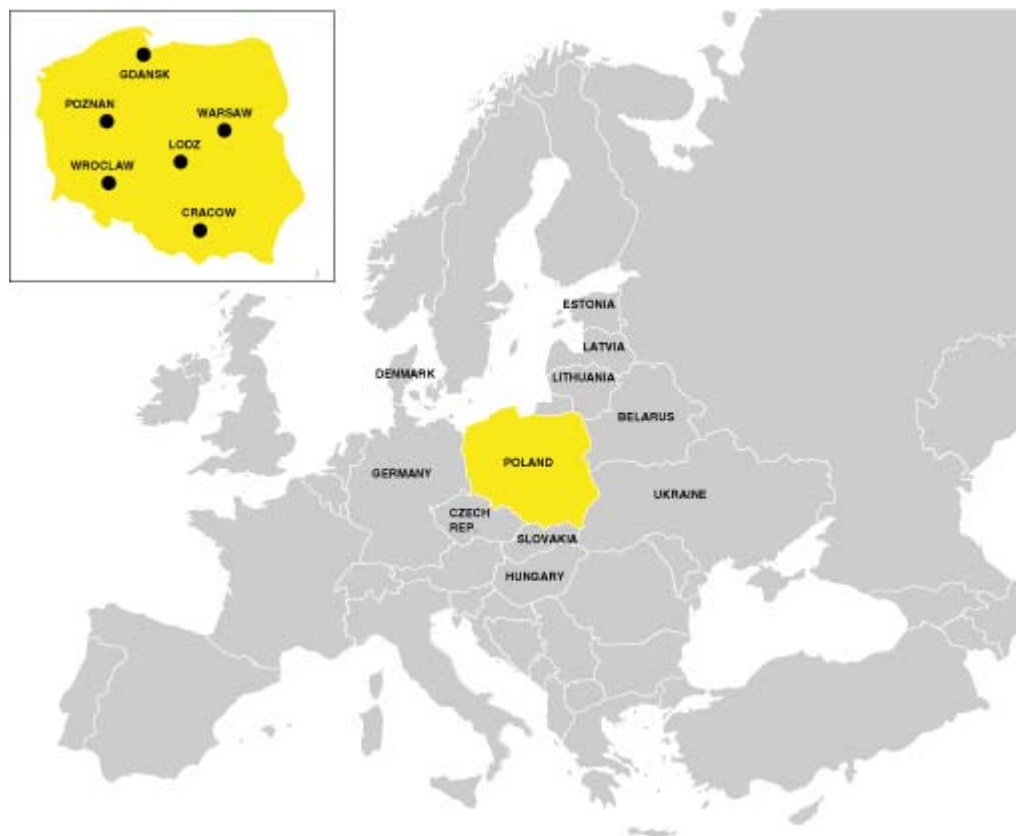 GDANSK
POZNAN
WARSAW
LODZ
WROCLAW
CRACOW
ESTONIA
LATVIA
DENMARK
LITHUANIA
BELARUS
POLAND
GERMANY
UKRAINE
CZECH
REP.
SLOVAKIA
HUNGARY